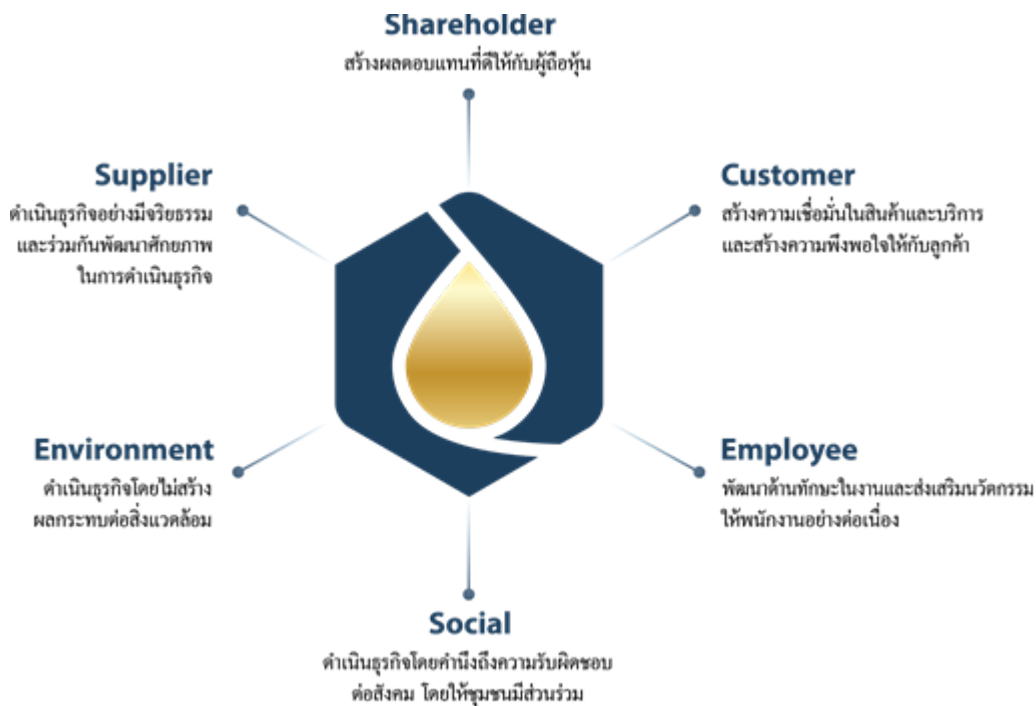 Shareholder
สร้างผลตอบแทนที่ดีให้กับผู้ถือหุ้น
Supplier
ดำเนินธุรกิจอย่างมีจริยธรรม
และร่วมกันพัฒนาศักยภาพ
ในการดำเนินธุรกิจ
Customer
สร้างความเชื่อมั่นในสินค้าและบริการ
และสร้างความพึงพอใจให้กับลูกค้า
Environment
ดำเนินธุรกิจโดยไม่สร้าง
ผลกระทบต่อสิ่งแวดล้อม
Employee
พัฒนาด้านทักษะในงานและส่งเสริมนวัตกรรม
ให้พนักงานอย่างต่อเนื่อง
Social
ดำเนินธุรกิจโดยคำนึงถึงความรับผิดชอบ
ต่อสังคม โดยให้ชุมชนมีส่วนร่วม